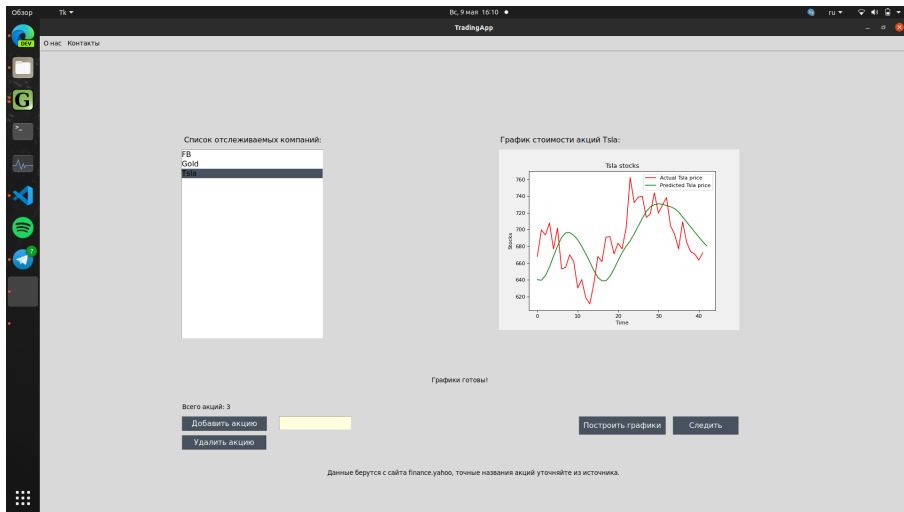 Обзор Tk Вс, 9 мая 16:10 ru
TradingApp
DEV О нас Контакты
G
>_
7
Список отслеживаемых компаний:
FB
Gold
Tsla
График стоимости акций Tsla:
Tsla stocks
Actual Tsla price
Predicted Tsla price
760
740
720
700
680
660
640
620
Stocks
0 10 20 30 40
Time
Графики готовы!
Всего акций: 3
Добавить акцию
Удалить акцию
Построить графики Следить
Данные берутся с сайта finance.yahoo, точные названия акций уточняйте из источника.